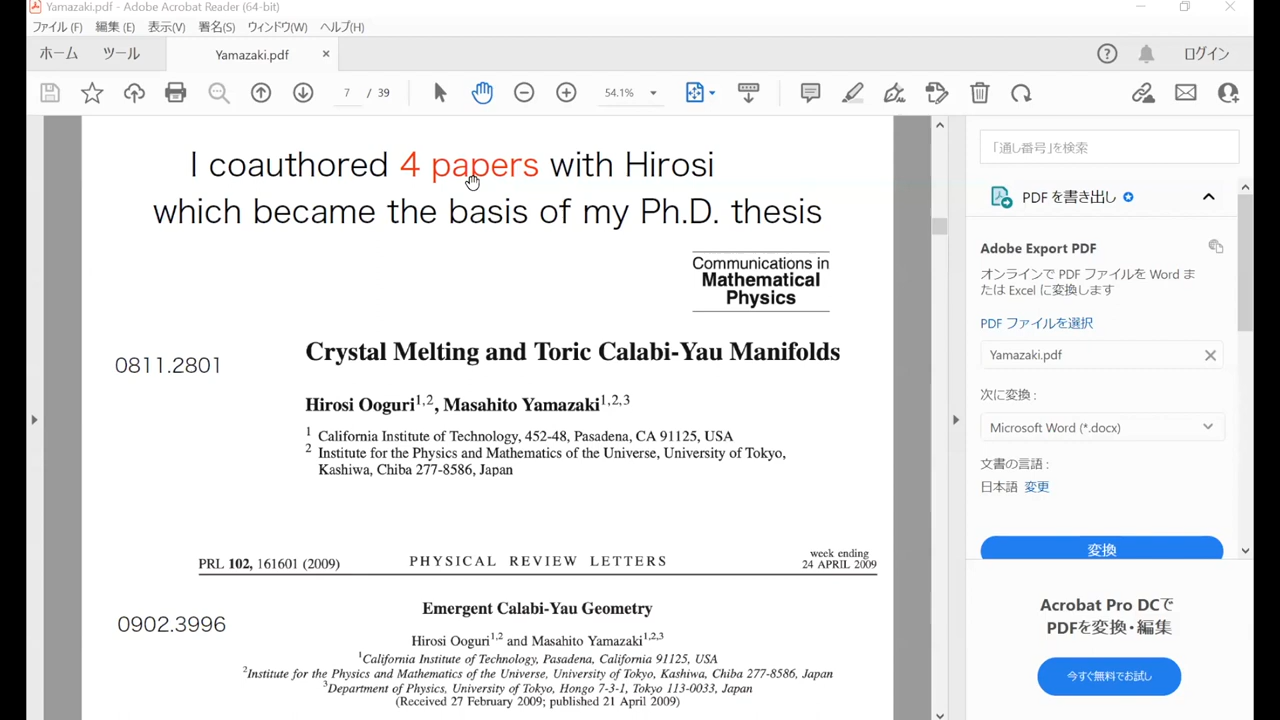 Yamazaki.pdf - Adobe Acrobat Reader (64-bit)
ファイル(F) 編集(E) 表示(V) 署名(S) ウィンドウ(W) ヘルプ(H)
ホーム ツール Yamazaki.pdf × ログイン
7 / 39 54.1%
I coauthored 4 papers with Hirosi
which became the basis of my Ph.D. thesis
Communications in
Mathematical
Physics
0811.2801
Crystal Melting and Toric Calabi-Yau Manifolds
Hirosi Ooguri1,2, Masahito Yamazaki1,2,3
1 California Institute of Technology, 452-48, Pasadena, CA 91125, USA
2 Institute for the Physics and Mathematics of the Universe, University of Tokyo,
Kashiwa, Chiba 277-8586, Japan
PRL 102, 161601 (2009) PHYSICAL REVIEW LETTERS week ending
24 APRIL 2009
0902.3996
Emergent Calabi-Yau Geometry
Hirosi Ooguri1,2 and Masahito Yamazaki1,2,3
1California Institute of Technology, Pasadena, California 91125, USA
2Institute for the Physics and Mathematics of the Universe, University of Tokyo, Kashiwa, Chiba 277-8586, Japan
3Department of Physics, University of Tokyo, Hongo 7-3-1, Tokyo 113-0033, Japan
(Received 27 February 2009; published 21 April 2009)
「通し番号」を検索
PDF を書き出し
Adobe Export PDF
オンラインで PDF ファイルを Word ま
たは Excel に変換します
PDF ファイルを選択
Yamazaki.pdf
次に変換 :
Microsoft Word (*.docx)
文書の言語 :
日本語 変更
変換
Acrobat Pro DCで
PDFを変換・編集
今すぐ無料でお試し